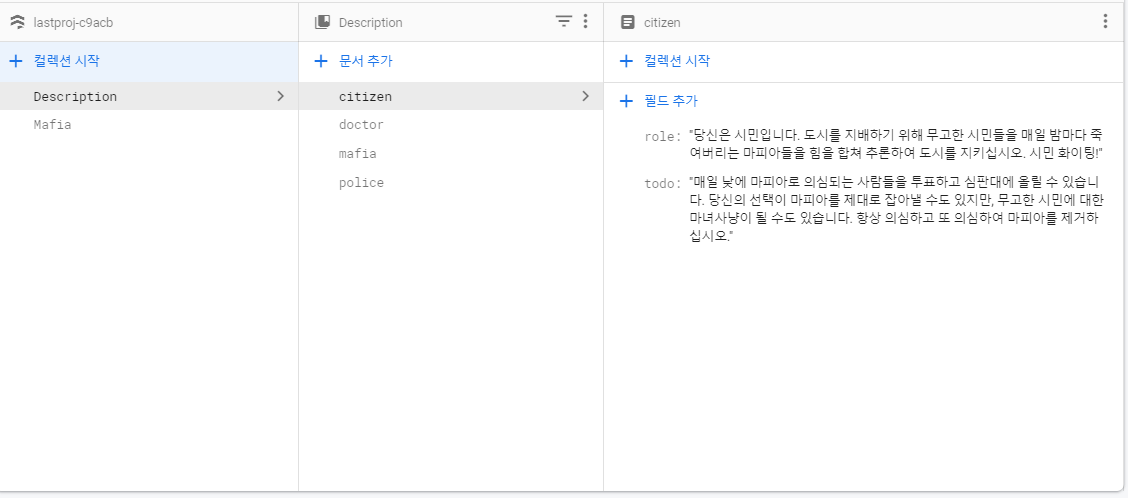 lastproj-c9acb
Description
citizen
+ 컬렉션 시작
+ 문서 추가
+ 컬렉션 시작
Description
Mafia
citizen
doctor
mafia
police
+ 필드 추가
role: "당신은 시민입니다. 도시를 지배하기 위해 무고한 시민들을 매일 밤마다 죽
여버리는 마피아들을 힘을 합쳐 추론하여 도시를 지키십시오. 시민 화이팅!"
todo: "매일 낮에 마피아로 의심되는 사람들을 투표하고 심판대에 올릴 수 있습니
다. 당신의 선택이 마피아를 제대로 잡아낼 수도 있지만, 무고한 시민에 대한
마녀사냥이 될 수도 있습니다. 항상 의심하고 또 의심하여 마피아를 제거하
십시오."